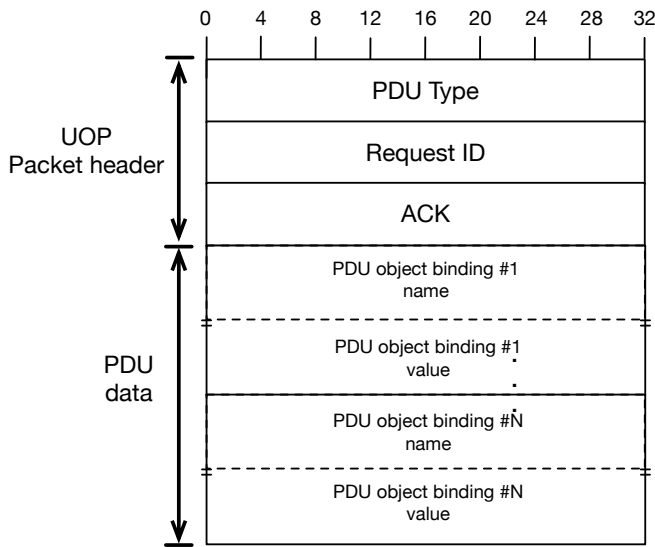 0 4 8 12 16 20 24 28 32
UOP
Packet header
PDU Type
Request ID
ACK
PDU
data
PDU object binding #1
name
PDU object binding #1
value
PDU object binding #N
name
PDU object binding #N
value